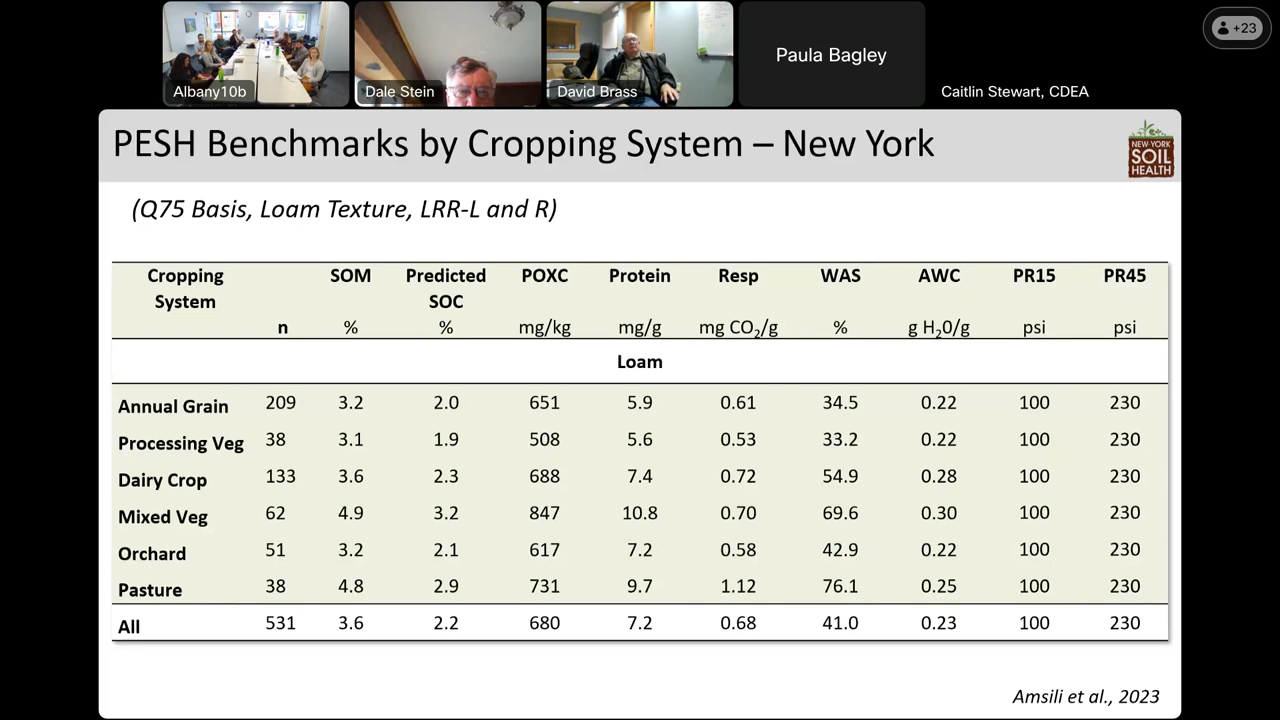 +23
Paula Bagley
Albany10b
Dale Stein
David Brass
Caitlin Stewart, CDEA
PESH Benchmarks by Cropping System – New York
NEW YORK
SOIL
HEALTH
(Q75 Basis, Loam Texture, LRR-L and R)
Cropping System SOM Predicted SOC POXC Protein Resp WAS AWC PR15 PR45
n % % mg/kg mg/g mg CO₂/g % g H₂0/g psi psi
Loam
Annual Grain 209 3.2 2.0 651 5.9 0.61 34.5 0.22 100 230
Processing Veg 38 3.1 1.9 508 5.6 0.53 33.2 0.22 100 230
Dairy Crop 133 3.6 2.3 688 7.4 0.72 54.9 0.28 100 230
Mixed Veg 62 4.9 3.2 847 10.8 0.70 69.6 0.30 100 230
Orchard 51 3.2 2.1 617 7.2 0.58 42.9 0.22 100 230
Pasture 38 4.8 2.9 731 9.7 1.12 76.1 0.25 100 230
All 531 3.6 2.2 680 7.2 0.68 41.0 0.23 100 230
Amsili et al., 2023